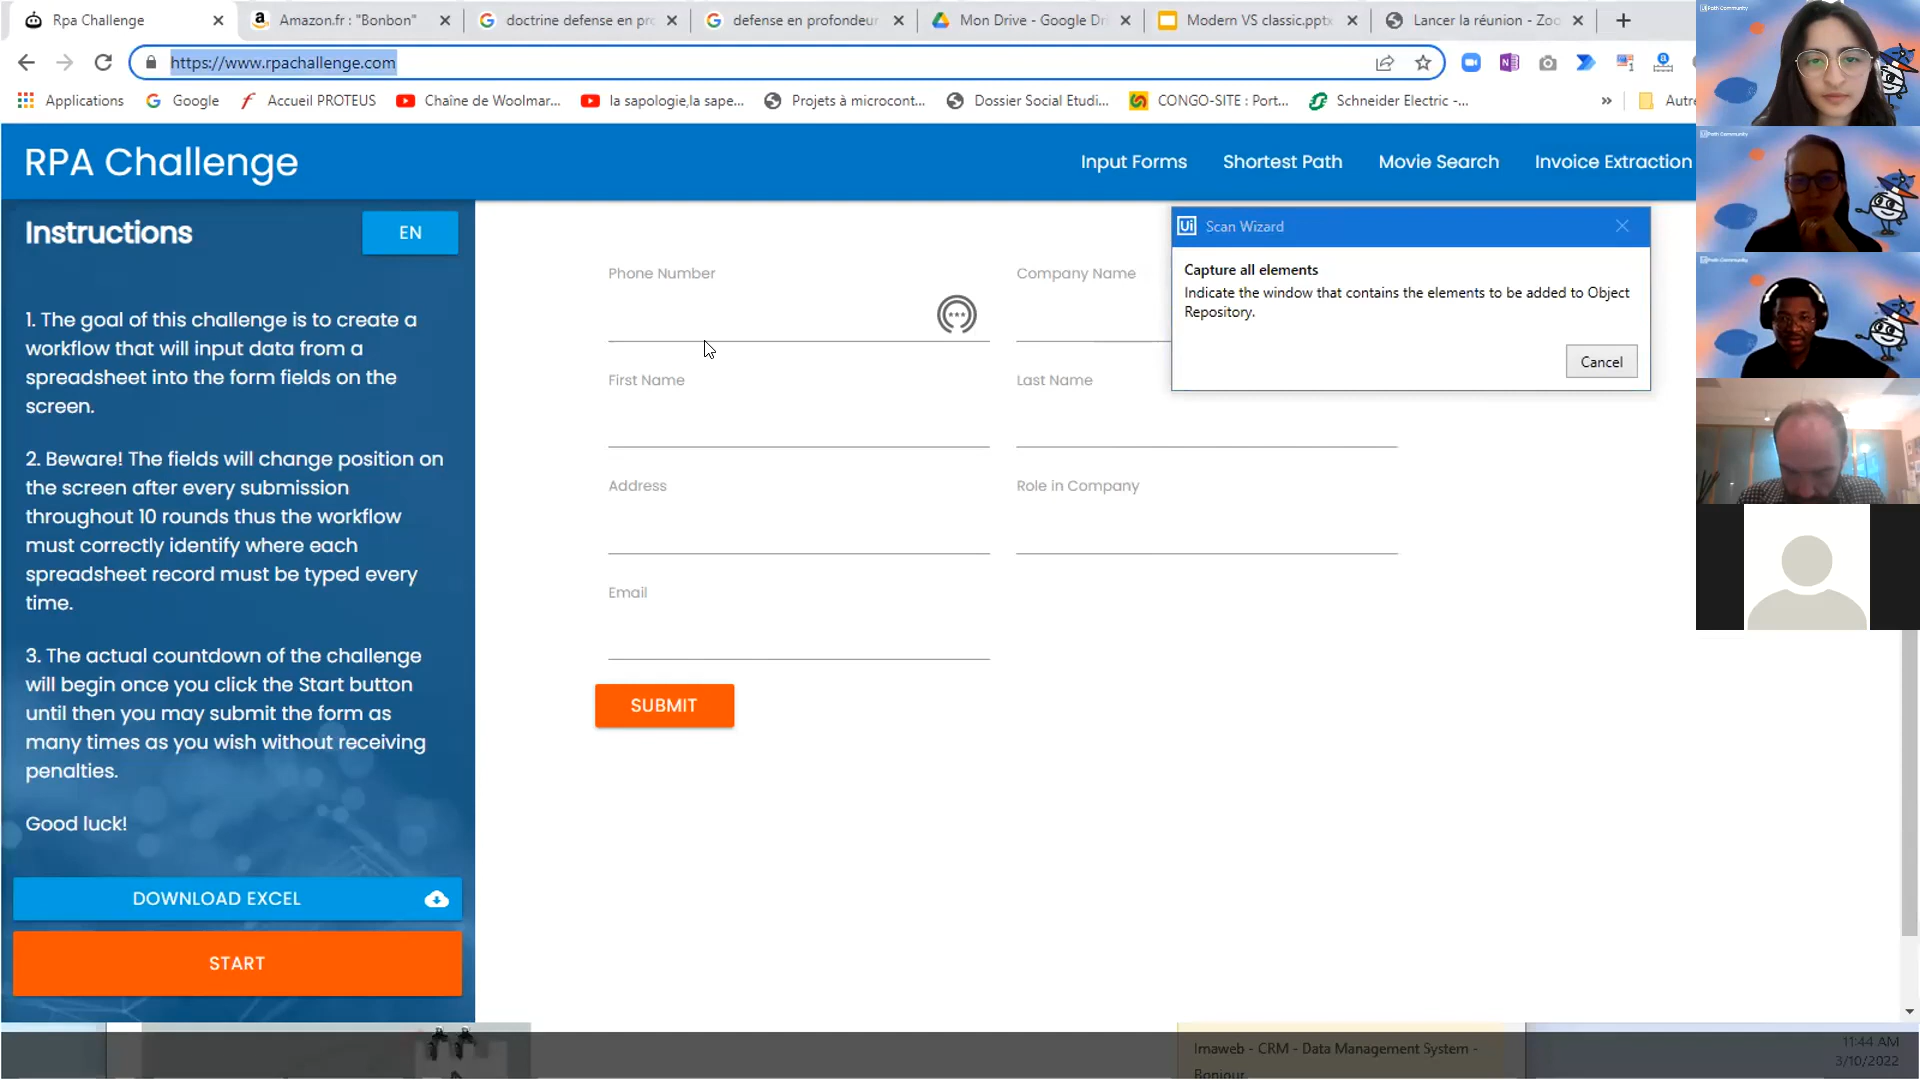 Rpa Challenge
Amazon.fr : "Bonbon"
doctrine defense en pro
defense en profondeur
Mon Drive - Google Dri
Modern VS classic.pptx
Lancer la réunion - Zoo
https://www.rpachallenge.com
Applications
Google
Accueil PROTEUS
Chaîne de Woolmar...
la sapologie,la sape...
Projets à microcont...
Dossier Social Etudi...
CONGO-SITE : Port...
Schneider Electric -...
»
Autre
RPA Challenge
Input Forms
Shortest Path
Movie Search
Invoice Extraction
Instructions
EN
1. The goal of this challenge is to create a
workflow that will input data from a
spreadsheet into the form fields on the
screen.
2. Beware! The fields will change position on
the screen after every submission
throughout 10 rounds thus the workflow
must correctly identify where each
spreadsheet record must be typed every
time.
3. The actual countdown of the challenge
will begin once you click the Start button
until then you may submit the form as
many times as you wish without receiving
penalties.
Good luck!
DOWNLOAD EXCEL
START
Phone Number
Company Name
First Name
Last Name
Address
Role in Company
Email
SUBMIT
Ui Scan Wizard
Capture all elements
Indicate the window that contains the elements to be added to Object
Repository.
Cancel
Imaweb - CRM - Data Management System -
Bonjour,
11:44 AM
3/10/2022